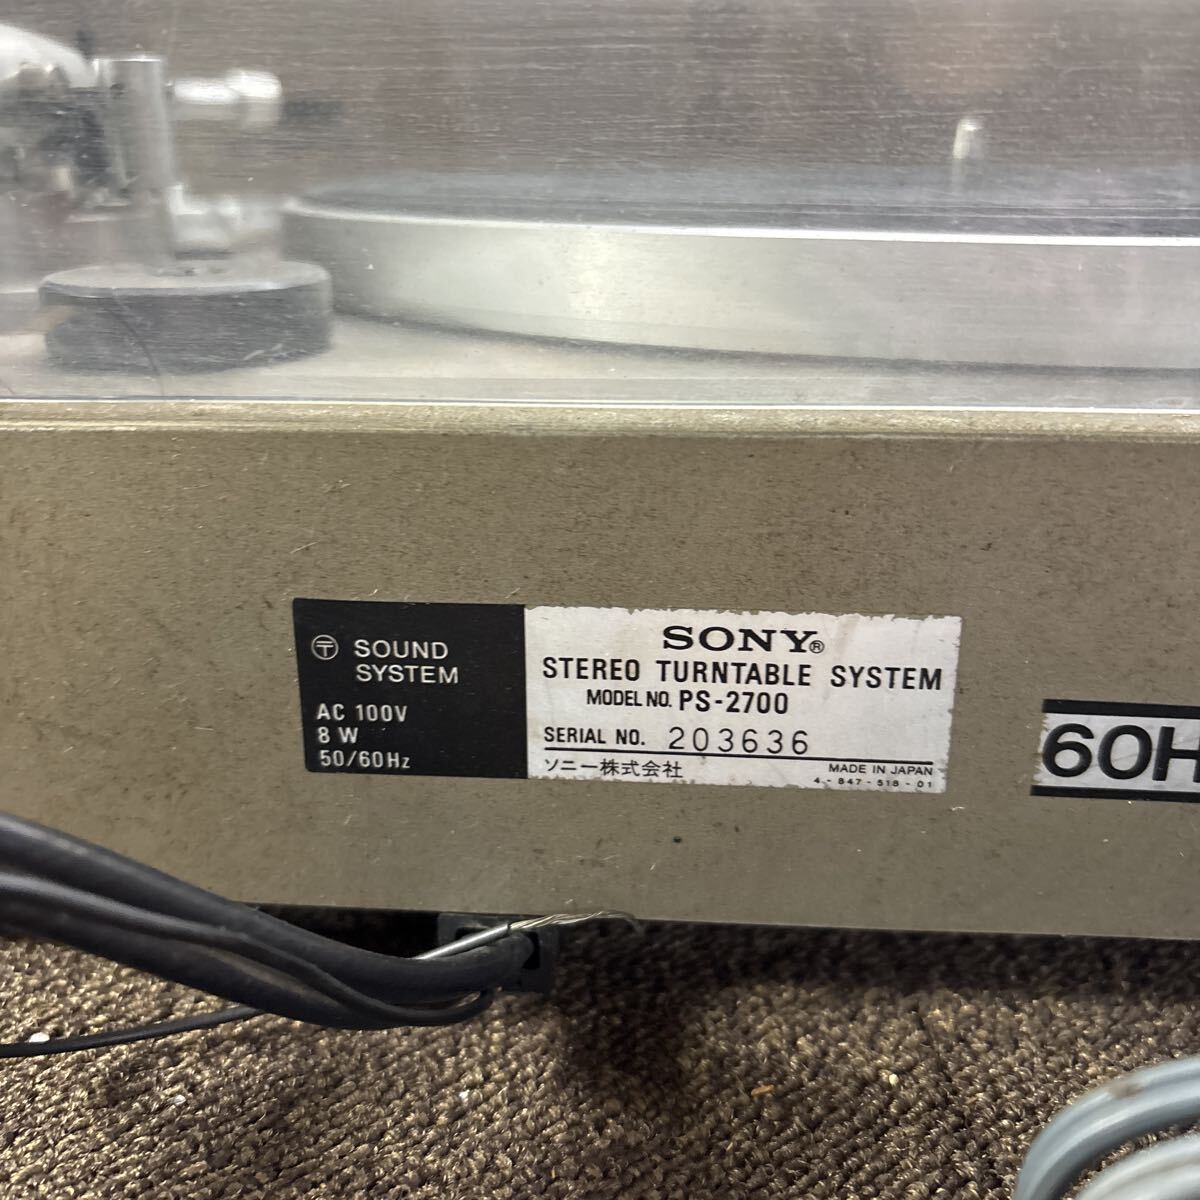 〒 SOUND
SYSTEM
AC 100V
8 W
50/60Hz
SONY®
STEREO TURNTABLE SYSTEM
MODEL NO. PS-2700
SERIAL NO. 203636
ソニー株式会社
MADE IN JAPAN
4-847-518-01
60H